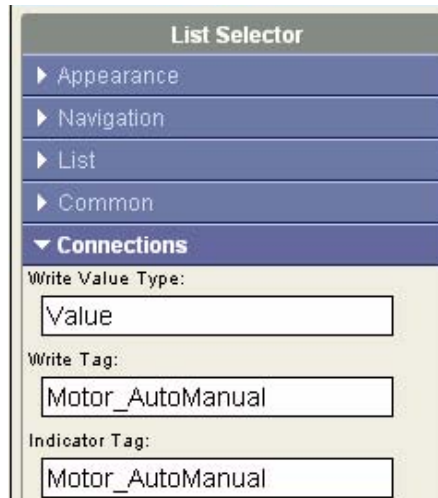 List Selector
Appearance
Navigation
List
Common
Connections
Write Value Type:
Value
Write Tag:
Motor_AutoManual
Indicator Tag:
Motor_AutoManual